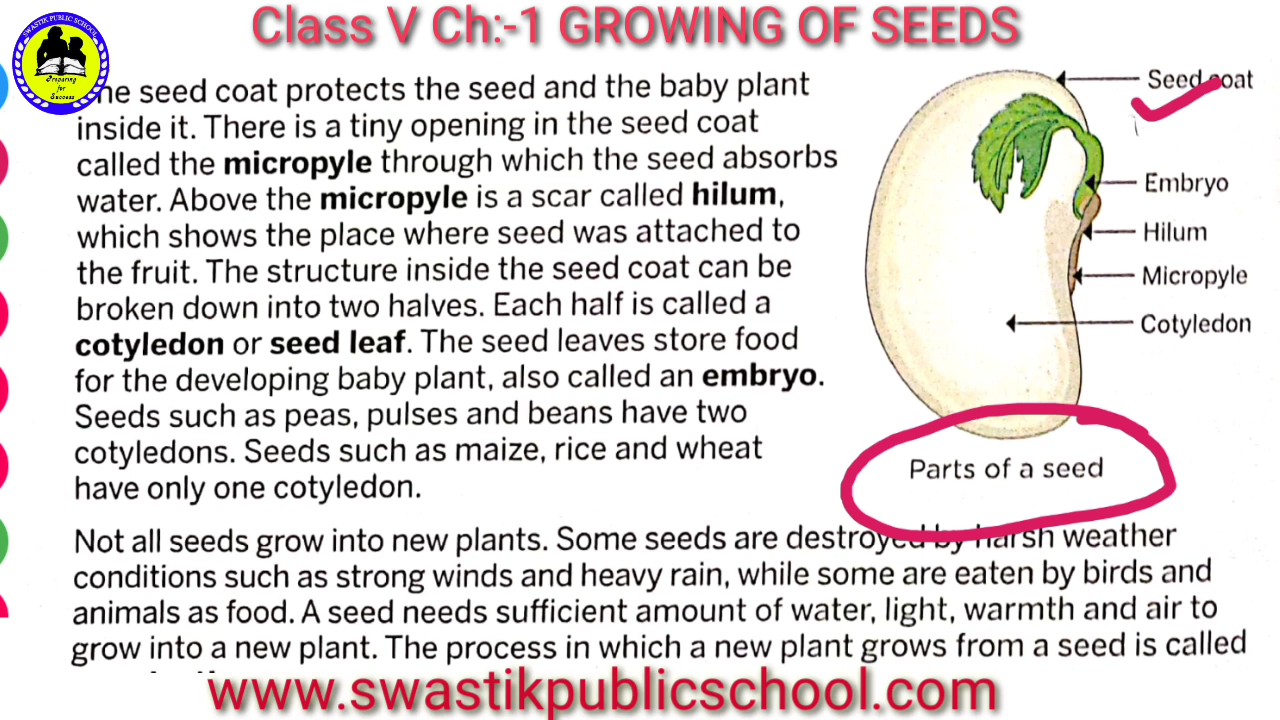 Class V Ch:-1 GROWING OF SEEDS
SWASTIK PUBLIC SCHOOL
Preparing
for
Success
he seed coat protects the seed and the baby plant
inside it. There is a tiny opening in the seed coat
called the micropyle through which the seed absorbs
water. Above the micropyle is a scar called hilum,
which shows the place where seed was attached to
the fruit. The structure inside the seed coat can be
broken down into two halves. Each half is called a
cotyledon or seed leaf. The seed leaves store food
for the developing baby plant, also called an embryo.
Seeds such as peas, pulses and beans have two
cotyledons. Seeds such as maize, rice and wheat
have only one cotyledon.
Seed coat
Embryo
Hilum
Micropyle
Cotyledon
Parts of a seed
Not all seeds grow into new plants. Some seeds are destroyed by harsh weather
conditions such as strong winds and heavy rain, while some are eaten by birds and
animals as food. A seed needs sufficient amount of water, light, warmth and air to
grow into a new plant. The process in which a new plant grows from a seed is called
www.swastikpublicschool.com